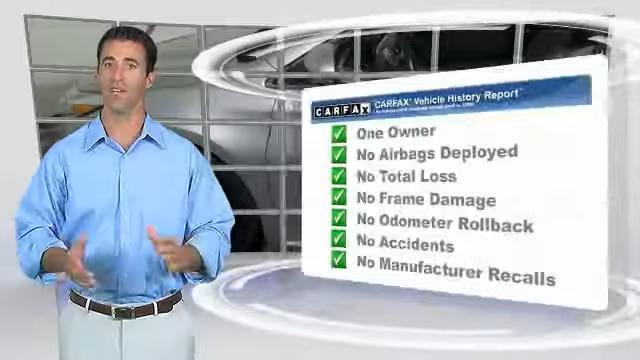 CARFAX CARFAX Vehicle History Report™
One Owner
No Airbags Deployed
No Total Loss
No Frame Damage
No Odometer Rollback
No Accidents
No Manufacturer Recalls